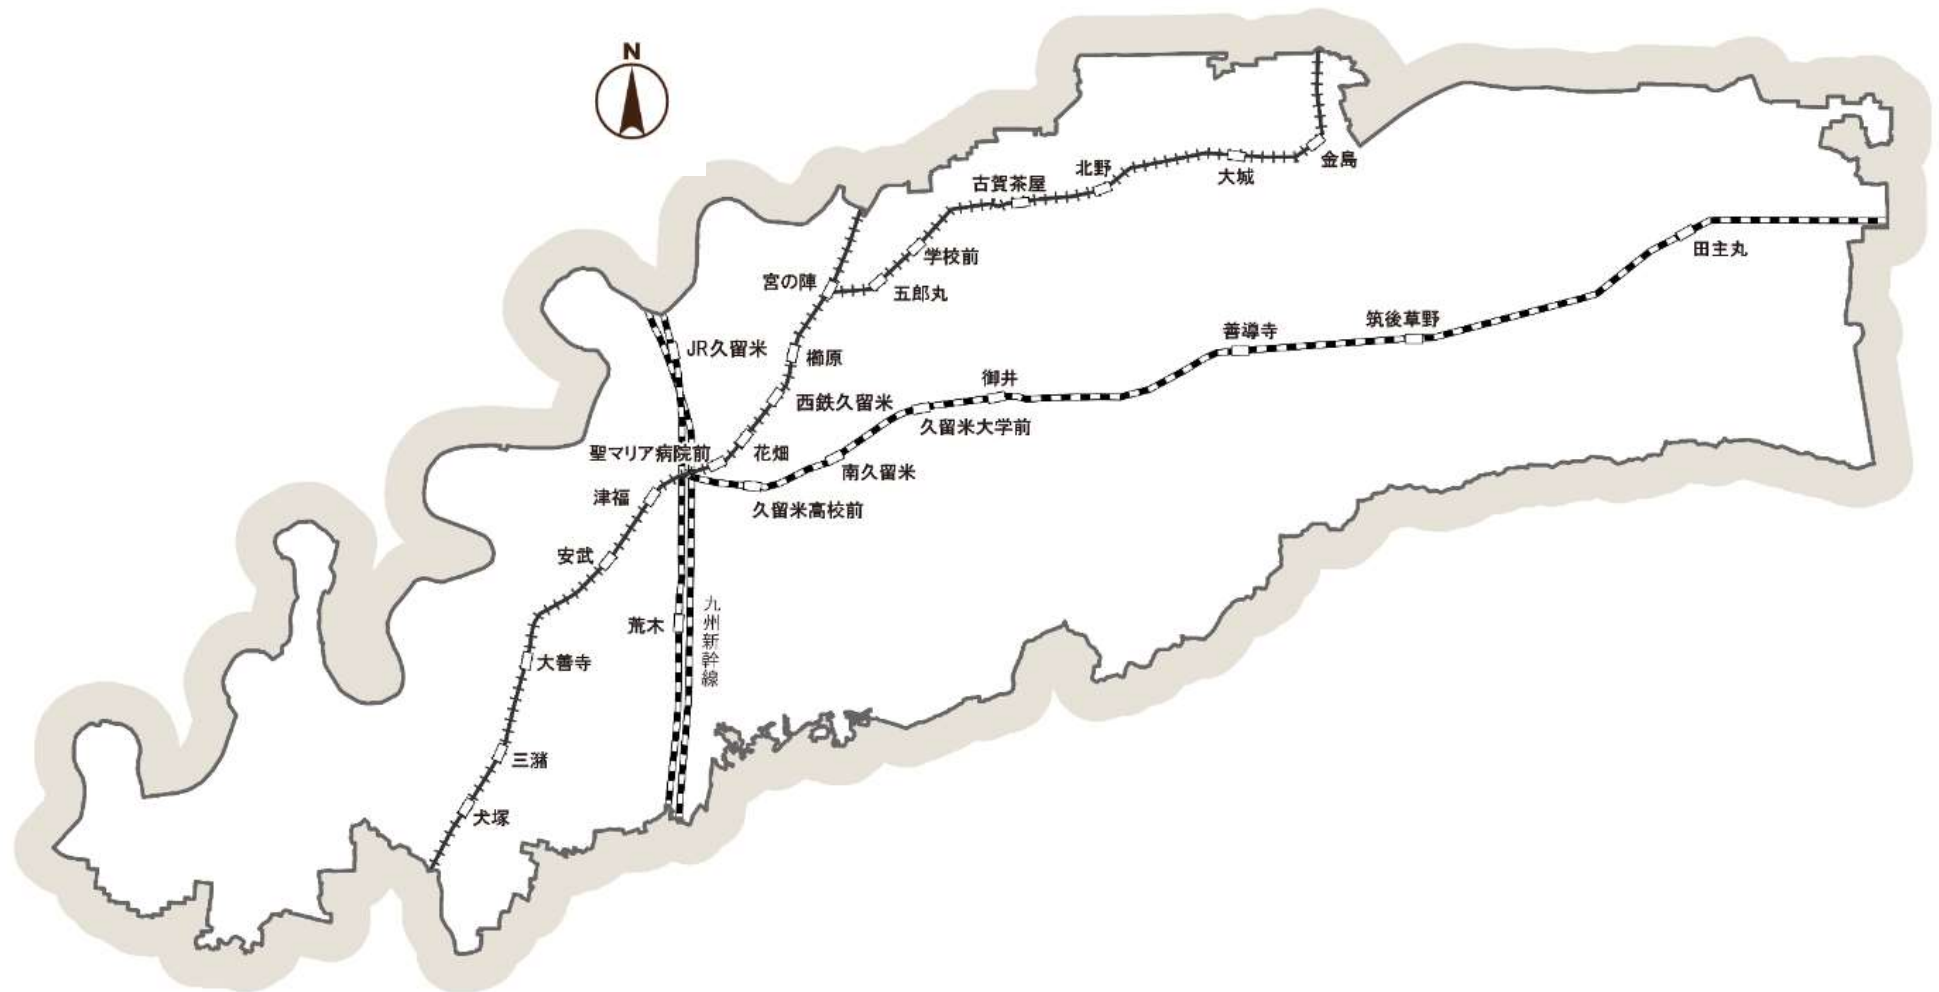 N
金島
北野
大城
古賀茶屋
田主丸
学校前
宮の陣
五郎丸
筑後草野
善導寺
JR久留米
櫛原
御井
西鉄久留米
久留米大学前
聖マリア病院前
花畑
南久留米
津福
久留米高校前
安武
荒木
九州新幹線
大善寺
三潴
犬塚